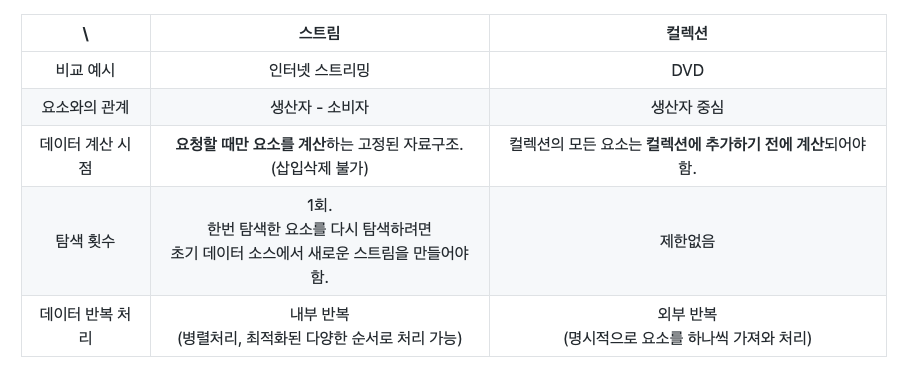 \ 스트림 컬렉션
비교 예시 인터넷 스트리밍 DVD
요소와의 관계 생산자 - 소비자 생산자 중심
데이터 계산 시
점
요청할 때만 요소를 계산하는 고정된 자료구조.
(삽입삭제 불가)
컬렉션의 모든 요소는 컬렉션에 추가하기 전에 계산되어야
함.
탐색 횟수
1회.
한번 탐색한 요소를 다시 탐색하려면
초기 데이터 소스에서 새로운 스트림을 만들어야
함.
제한없음
데이터 반복 처
리
내부 반복
(병렬처리, 최적화된 다양한 순서로 처리 가능)
외부 반복
(명시적으로 요소를 하나씩 가져와 처리)